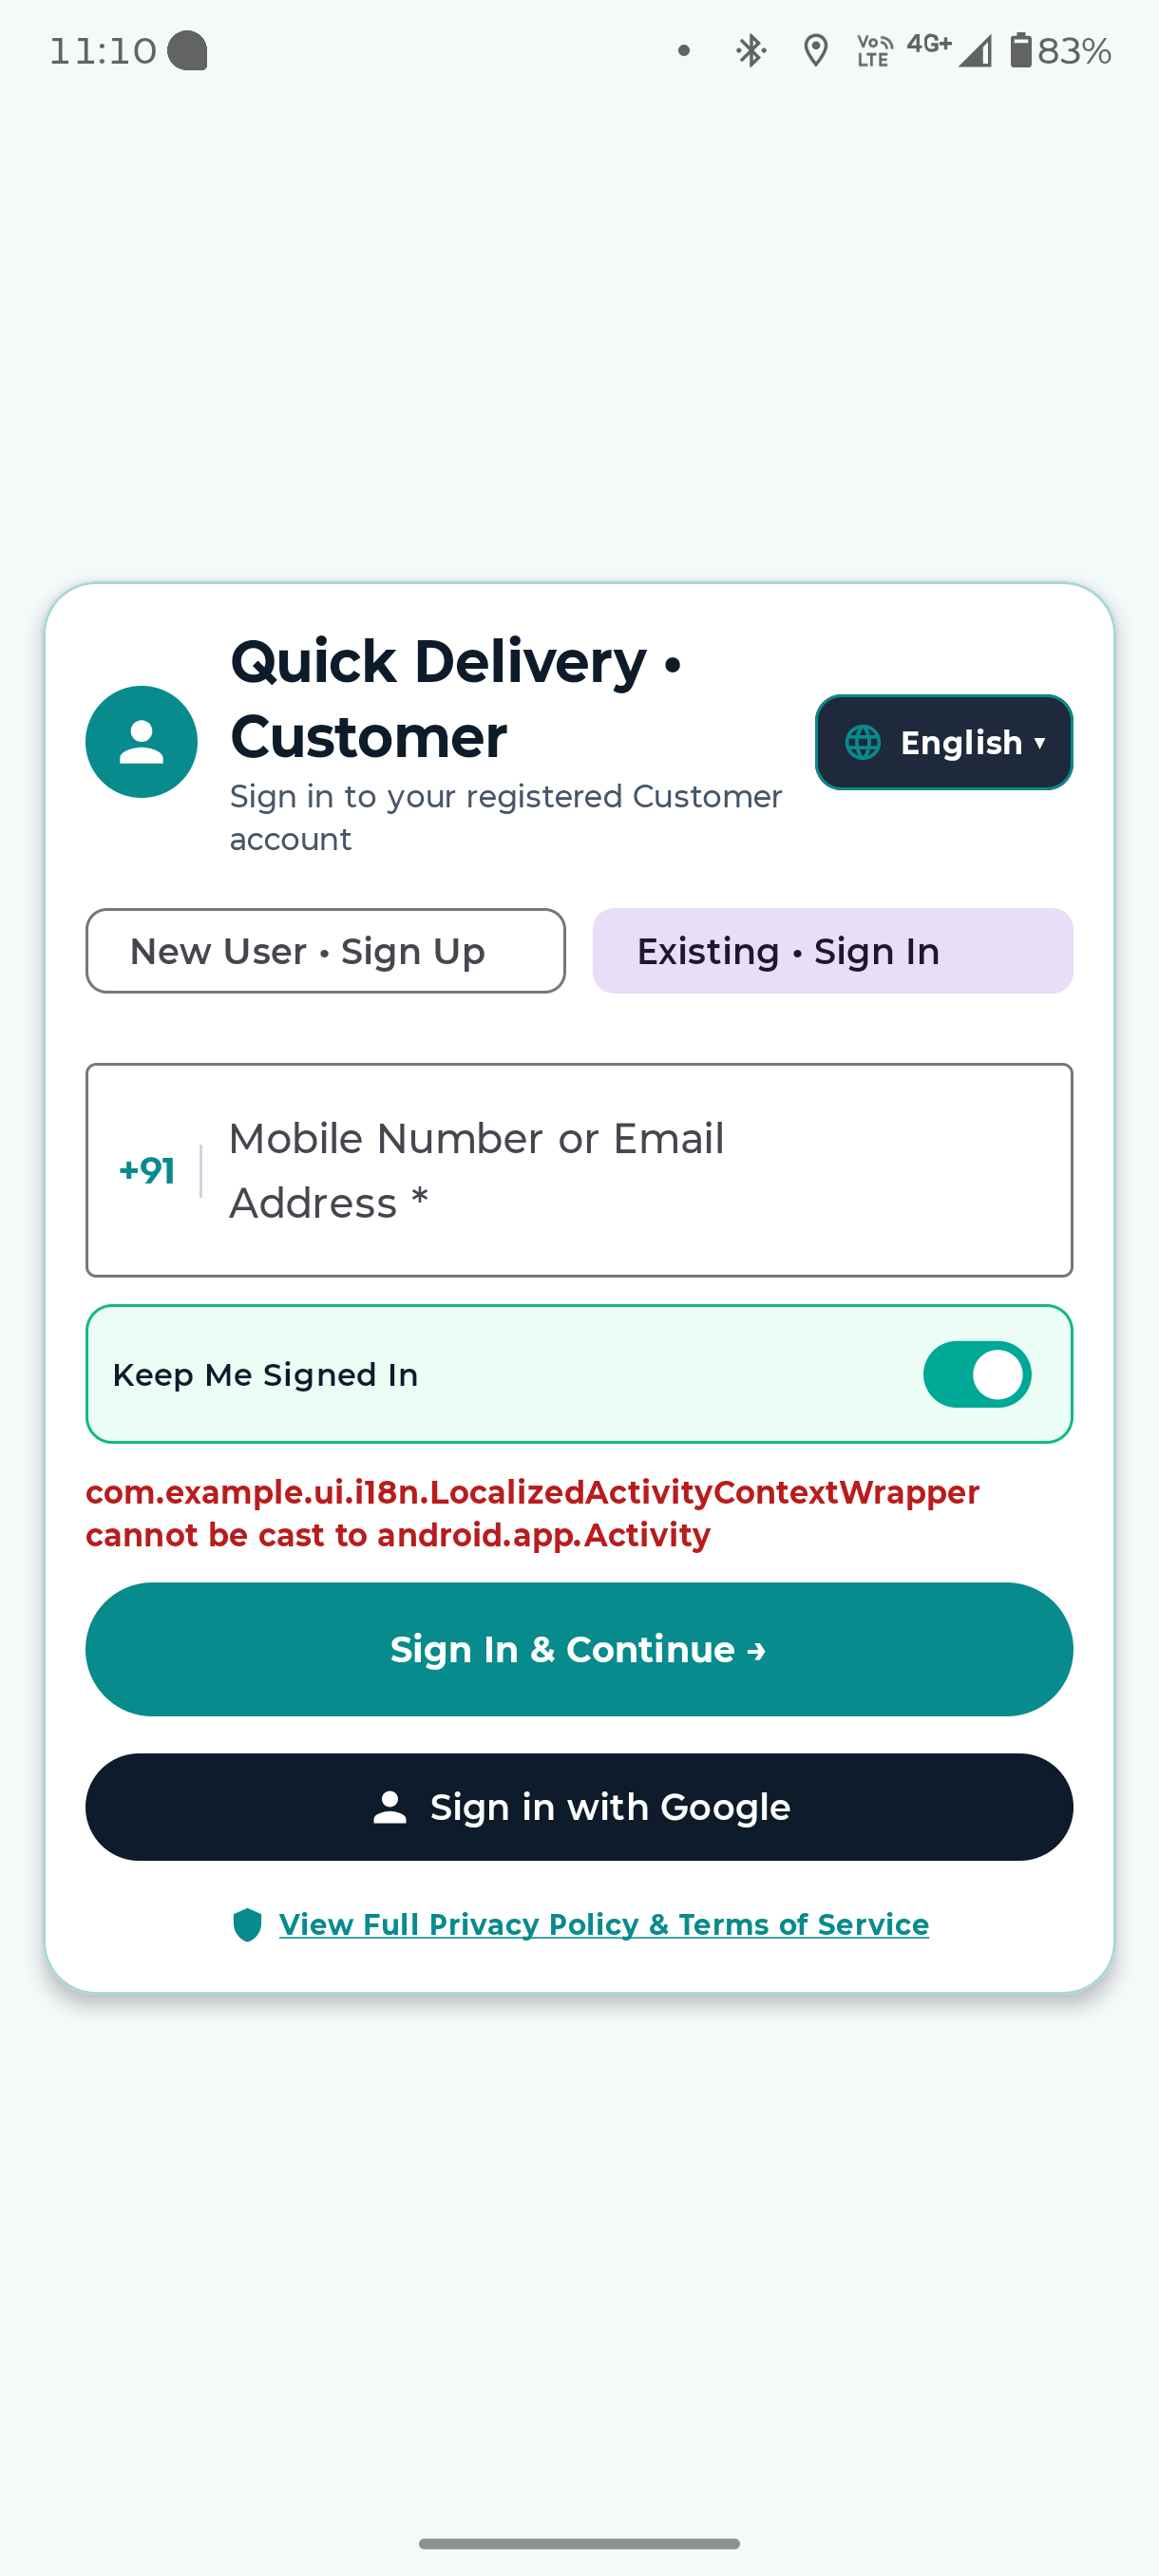 11:10
Vo LTE 4G+ 83%
Quick Delivery •
Customer
Sign in to your registered Customer
account
English ▾
New User • Sign Up
Existing • Sign In
+91
Mobile Number or Email
Address *
Keep Me Signed In
com.example.ui.i18n.LocalizedActivityContextWrapper
cannot be cast to android.app.Activity
Sign In & Continue →
Sign in with Google
View Full Privacy Policy & Terms of Service